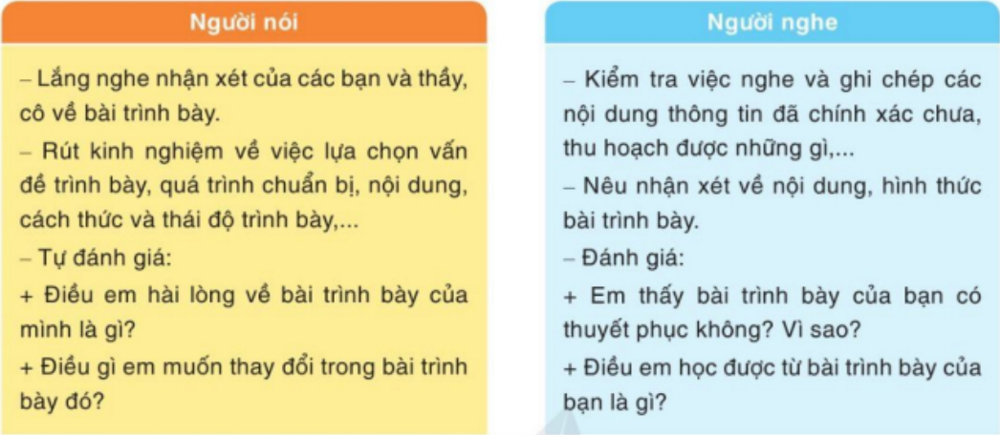 Người nói
– Lắng nghe nhận xét của các bạn và thầy,
cô về bài trình bày.
– Rút kinh nghiệm về việc lựa chọn vấn
đề trình bày, quá trình chuẩn bị, nội dung,
cách thức và thái độ trình bày,...
– Tự đánh giá:
+ Điều em hài lòng về bài trình bày của
mình là gì?
+ Điều gì em muốn thay đổi trong bài trình
bày đó?
Người nghe
– Kiểm tra việc nghe và ghi chép các
nội dung thông tin đã chính xác chưa,
thu hoạch được những gì,...
– Nêu nhận xét về nội dung, hình thức
bài trình bày.
– Đánh giá:
+ Em thấy bài trình bày của bạn có
thuyết phục không? Vì sao?
+ Điều em học được từ bài trình bày của
bạn là gì?